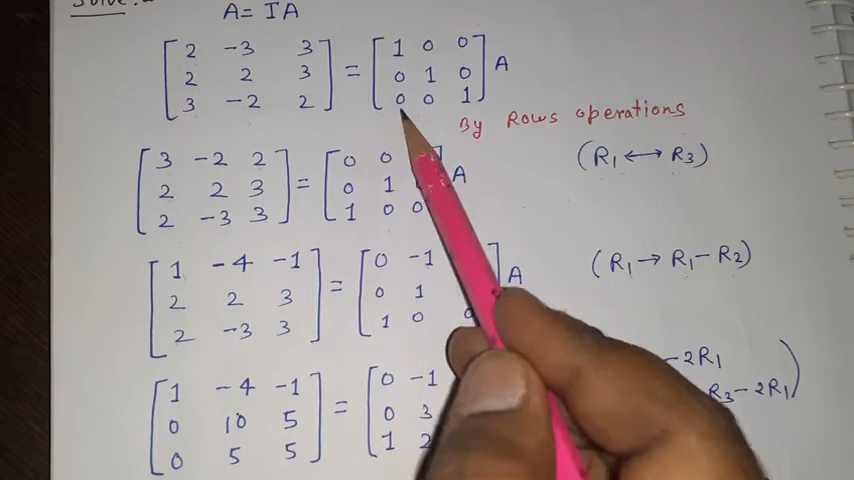 Solve:-
A = IA
[2 -3 3] = [1 0 0] A
[2 2 3] [0 1 0]
[3 -2 2] [0 0 1]
By Rows operations
[3 -2 2] = [0 0 ] A (R₁ ↔ R₃)
[2 2 3] [0 1
[2 -3 3] [1 0 0
[1 -4 -1] = [0 -1 ] A (R₁ → R₁ - R₂)
[2 2 3] [0 1
[2 -3 3] [1 0
[1 -4 -1] = [0 -1 - 2R₁
[0 10 5] [0 3 R₃ - 2R₁)
[0 5 5] [1 2